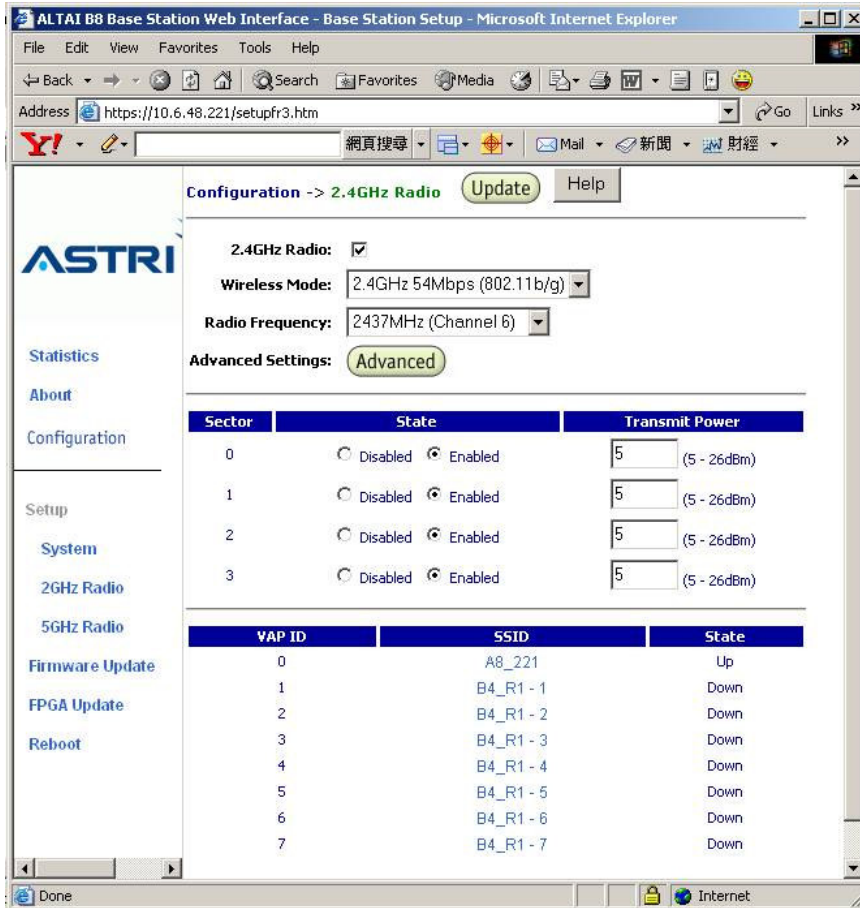 ALTAI B8 Base Station Web Interface - Base Station Setup - Microsoft Internet Explorer
File Edit View Favorites Tools Help
Back Search Favorites Media
Address https://10.6.48.221/setupfr3.htm Go Links »
Y! 網頁搜尋 Mail 新聞 財經 »
Configuration -> 2.4GHz Radio Update Help
ASTRI
2.4GHz Radio:
Wireless Mode: 2.4GHz 54Mbps (802.11b/g)
Radio Frequency: 2437MHz (Channel 6)
Advanced Settings: Advanced
Statistics
About
Configuration
Setup
System
2GHz Radio
5GHz Radio
Firmware Update
FPGA Update
Reboot
Sector State Transmit Power
0 Disabled Enabled 5 (5 - 26dBm)
1 Disabled Enabled 5 (5 - 26dBm)
2 Disabled Enabled 5 (5 - 26dBm)
3 Disabled Enabled 5 (5 - 26dBm)
VAP ID SSID State
0 A8_221 Up
1 B4_R1 - 1 Down
2 B4_R1 - 2 Down
3 B4_R1 - 3 Down
4 B4_R1 - 4 Down
5 B4_R1 - 5 Down
6 B4_R1 - 6 Down
7 B4_R1 - 7 Down
Done Internet